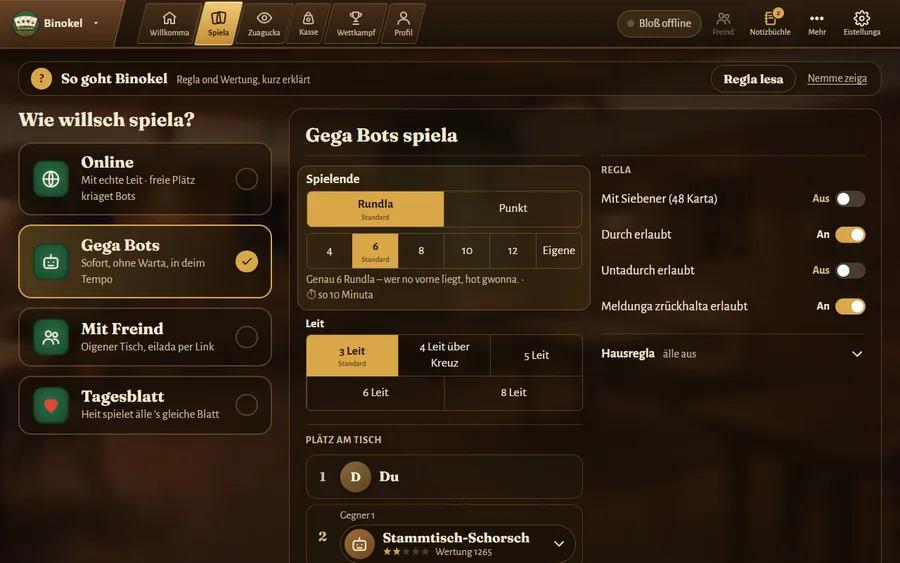 Binokel
Willkomma
Spiela
Zuagucka
Kasse
Wettkampf
Profil
Bloß offline
Freind
2
Notizbüchle
Mehr
Eistellunga
? So goht Binokel Regla ond Wertung, kurz erklärt
Regla lesa
Nemme zeiga
Wie willsch spiela?
Online
Mit echte Leit · freie Plätz
kriaget Bots
Gega Bots
Sofort, ohne Warta, in deim
Tempo
Mit Freind
Oigener Tisch, eilada per Link
Tagesblatt
Heit spielet älle 's gleiche Blatt
Gega Bots spiela
Spielende
Rundla
Standard
Punkt
4
6
Standard
8
10
12
Eigene
Genau 6 Rundla – wer no vorne liegt, hot gwonna. ·
⏱ so 10 Minuta
Leit
3 Leit
Standard
4 Leit über
Kreuz
5 Leit
6 Leit
8 Leit
PLÄTZ AM TISCH
1 D Du
Gegner 1
2 Stammtisch-Schorsch
★★★★★ Wertung 1265
REGLA
Mit Siebener (48 Karta) Aus
Durch erlaubt An
Untadurch erlaubt Aus
Meldunga zrückhalta erlaubt An
Hausregla älle aus